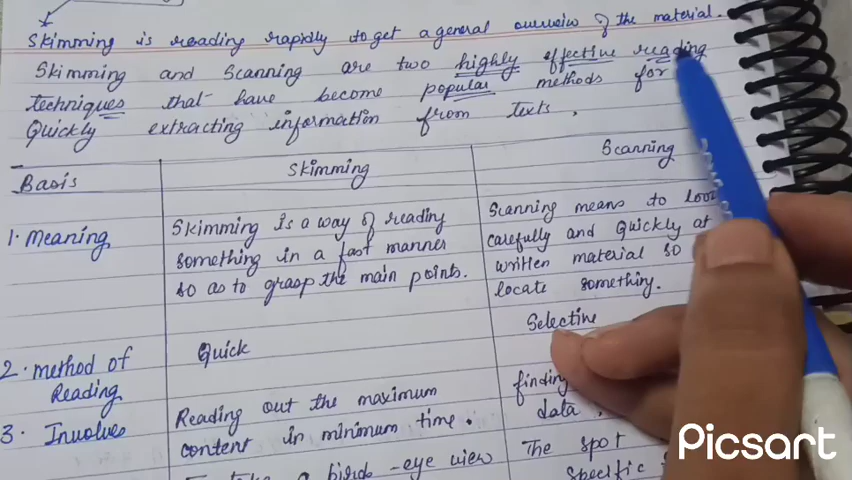 Skimming is reading rapidly to get a general overview of the material.
Skimming and Scanning are two highly effective reading
techniques that have become popular methods for
Quickly extracting information from texts.
Basis Skimming Scanning
1. Meaning
Skimming is a way of reading
something in a fast manner
so as to grasp the main points.
Scanning means to look
carefully and Quickly at
written material so
locate something.
2. method of
Reading
Quick
Selective
3. Involves
Reading out the maximum
content in minimum time.
finding
data.
birds-eye view
The spot
Specific
Picsart